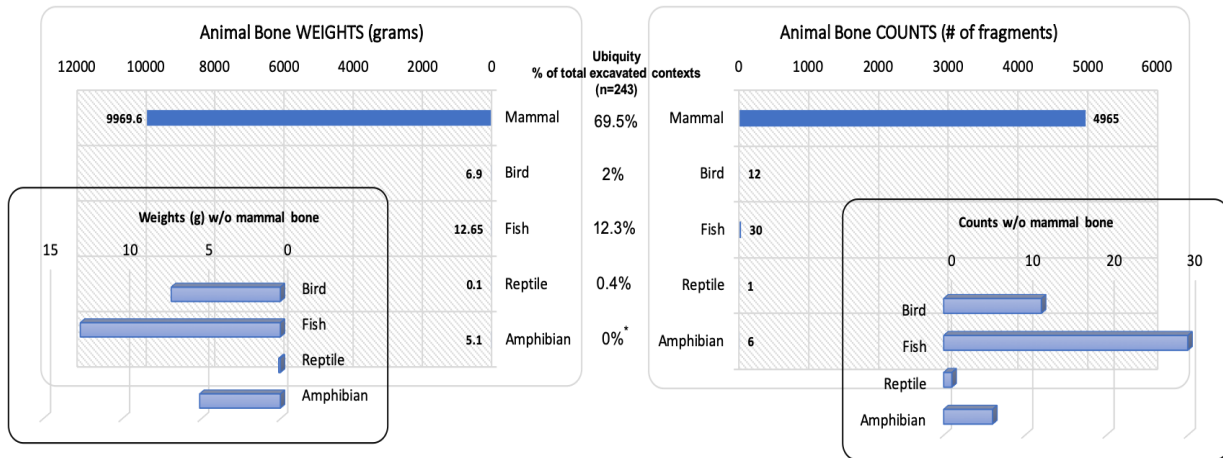 Animal Bone WEIGHTS (grams)
12000 10000 8000 6000 4000 2000 0
9969.6
6.9
12.65
0.1
5.1
Weights (g) w/o mammal bone
15 10 5 0
Bird
Fish
Reptile
Amphibian
Ubiquity
% of total excavated contexts
(n=243)
Mammal 69.5%
Bird 2%
Fish 12.3%
Reptile 0.4%
Amphibian 0%*
Animal Bone COUNTS (# of fragments)
0 1000 2000 3000 4000 5000 6000
Mammal 4965
Bird 12
Fish 30
Reptile 1
Amphibian 6
Counts w/o mammal bone
0 10 20 30
Bird
Fish
Reptile
Amphibian